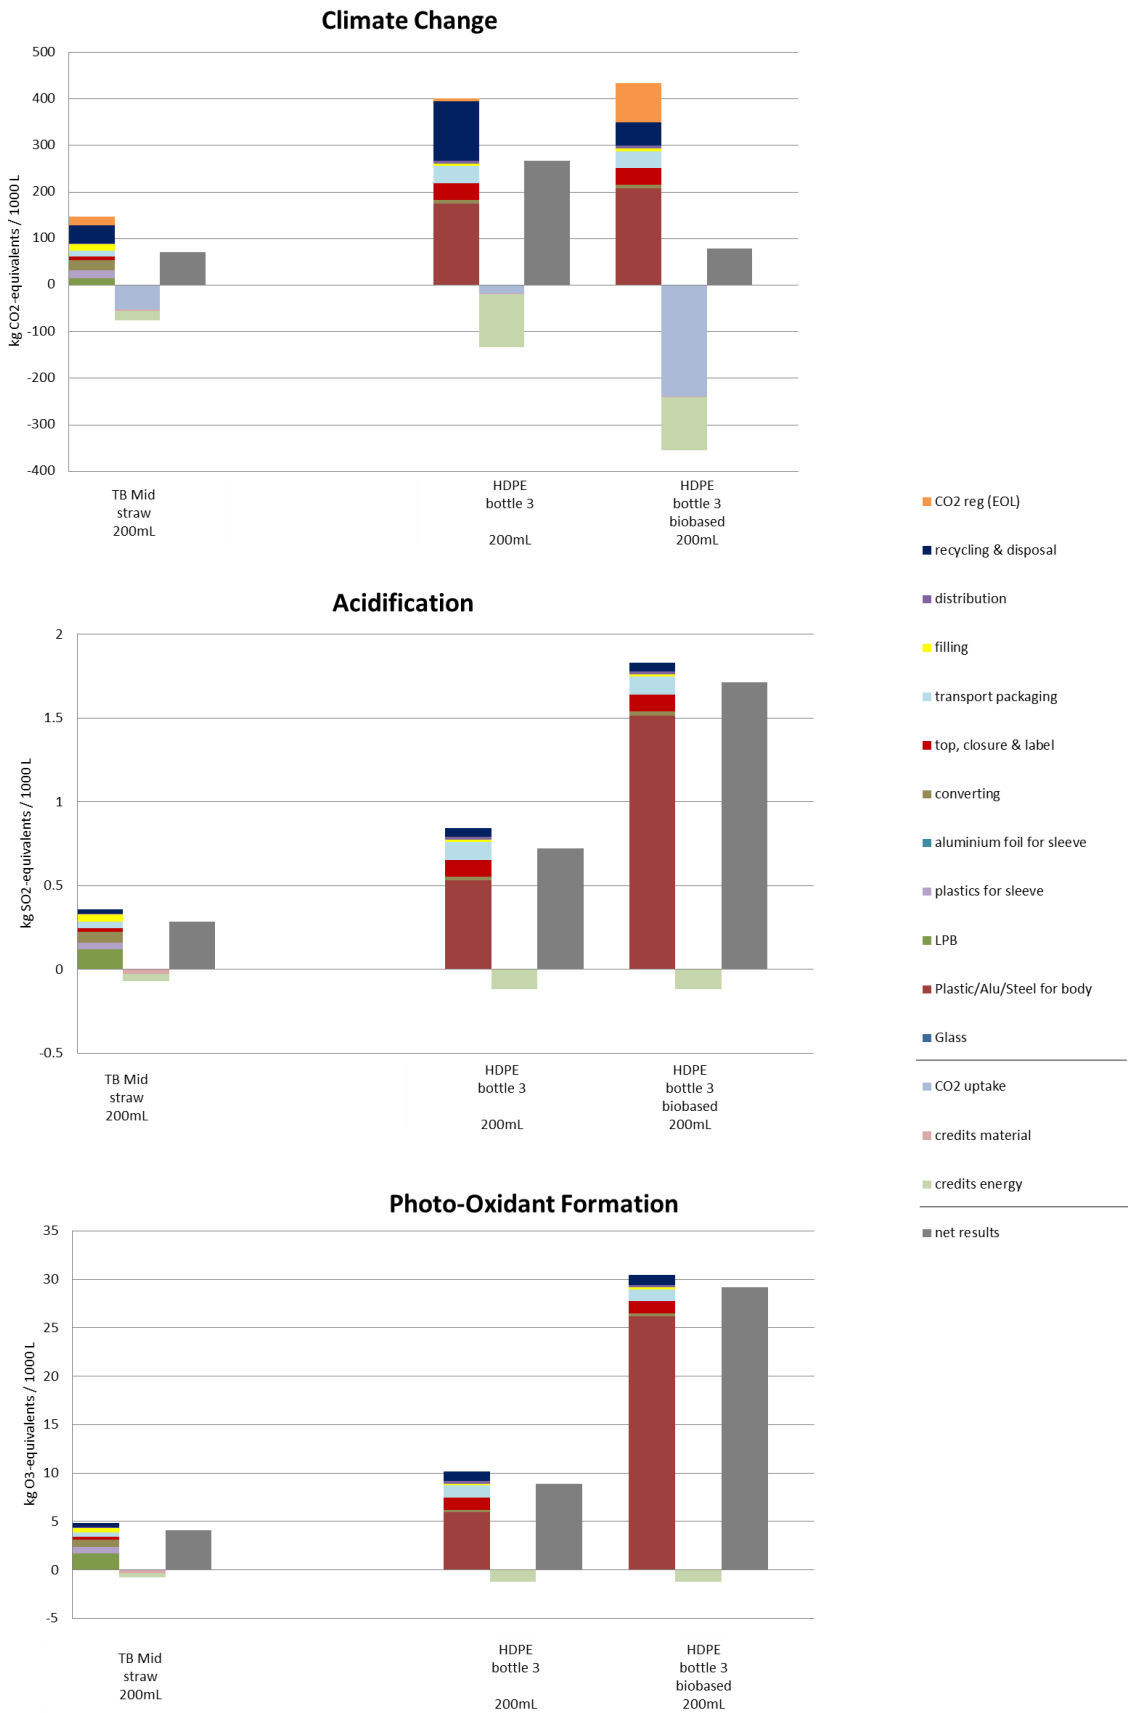 Climate Change
kg CO2-equivalents / 1000 L
500
400
300
200
100
0
-100
-200
-300
-400
TB Mid
straw
200mL
HDPE
bottle 3
200mL
HDPE
bottle 3
biobased
200mL
Acidification
kg SO2-equivalents / 1000 L
2
1.5
1
0.5
0
-0.5
TB Mid
straw
200mL
HDPE
bottle 3
200mL
HDPE
bottle 3
biobased
200mL
Photo-Oxidant Formation
kg O3-equivalents / 1000 L
35
30
25
20
15
10
5
0
-5
TB Mid
straw
200mL
HDPE
bottle 3
200mL
HDPE
bottle 3
biobased
200mL
CO2 reg (EOL)
recycling & disposal
distribution
filling
transport packaging
top, closure & label
converting
aluminium foil for sleeve
plastics for sleeve
LPB
Plastic/Alu/Steel for body
Glass
CO2 uptake
credits material
credits energy
net results